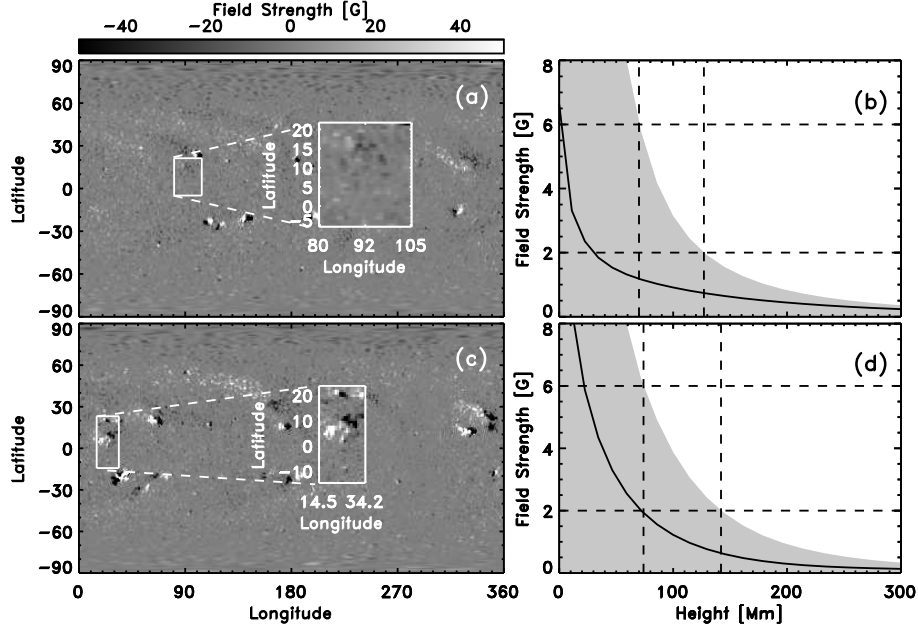 Field Strength [G]
−40 −20 0 20 40
90
60
30
0
−30
−60
−90
Latitude
(a)
20
15
10
5
0
−5
Latitude
80 92 105
Longitude
8
6
4
2
0
Field Strength [G]
(b)
90
60
30
0
−30
−60
−90
Latitude
(c)
20
10
0
−10
Latitude
14.5 34.2
Longitude
0 90 180 270 360
Longitude
8
6
4
2
0
Field Strength [G]
(d)
0 100 200 300
Height [Mm]